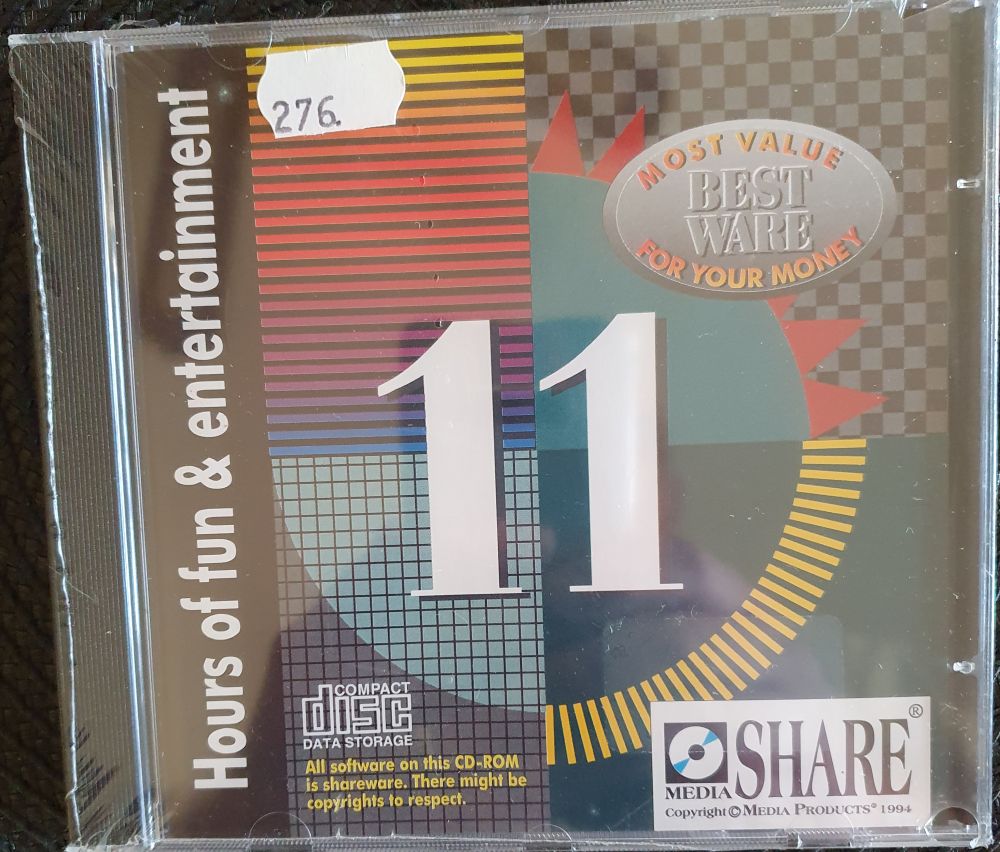 276.
Hours of fun & entertainment
MOST VALUE
BEST
WARE
FOR YOUR MONEY
11
COMPACT
disc
DATA STORAGE
All software on this CD-ROM
is shareware. There might be
copyrights to respect.
MEDIA SHARE®
Copyright © MEDIA PRODUCTS® 1994